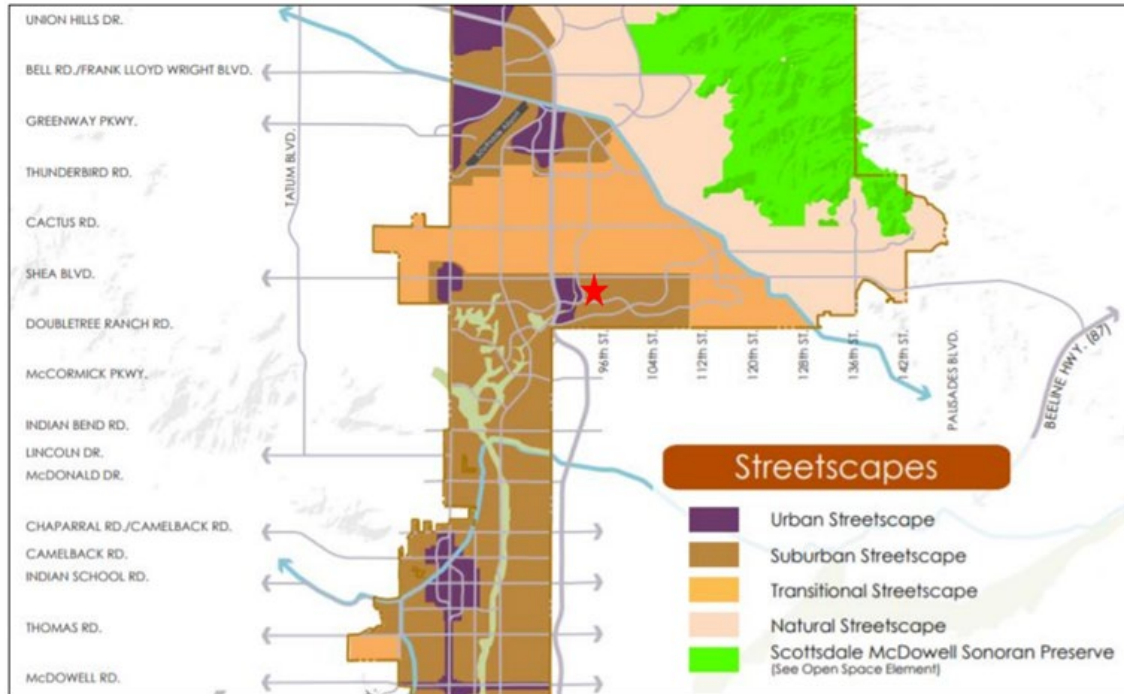 UNION HILLS DR.
BELL RD./FRANK LLOYD WRIGHT BLVD.
GREENWAY PKWY.
THUNDERBIRD RD.
CACTUS RD.
SHEA BLVD.
DOUBLETREE RANCH RD.
McCORMICK PKWY.
INDIAN BEND RD.
LINCOLN DR.
McDONALD DR.
CHAPARRAL RD./CAMELBACK RD.
CAMELBACK RD.
INDIAN SCHOOL RD.
THOMAS RD.
McDOWELL RD.
TATUM BLVD.
96th ST.
104th ST.
112th ST.
120th ST.
128th ST.
136th ST.
142th ST.
PALISADES BLVD.
BEELINE HWY. (87)
Streetscapes
Urban Streetscape
Suburban Streetscape
Transitional Streetscape
Natural Streetscape
Scottsdale McDowell Sonoran Preserve
(See Open Space Element)